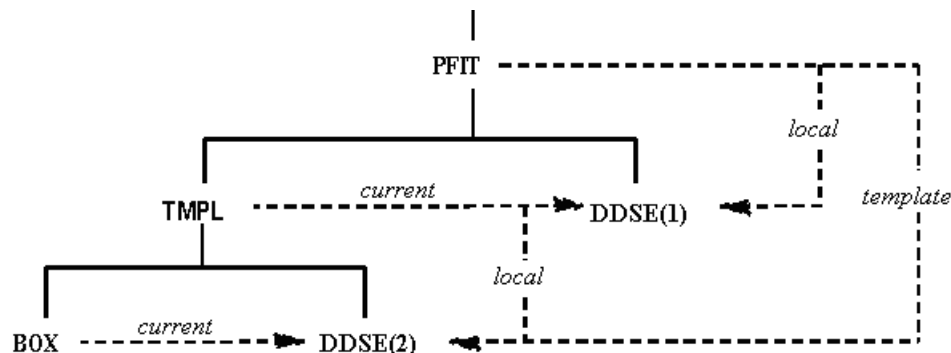 PFIT
local
current
template
TMPL
DDSE(1)
local
current
BOX
DDSE(2)